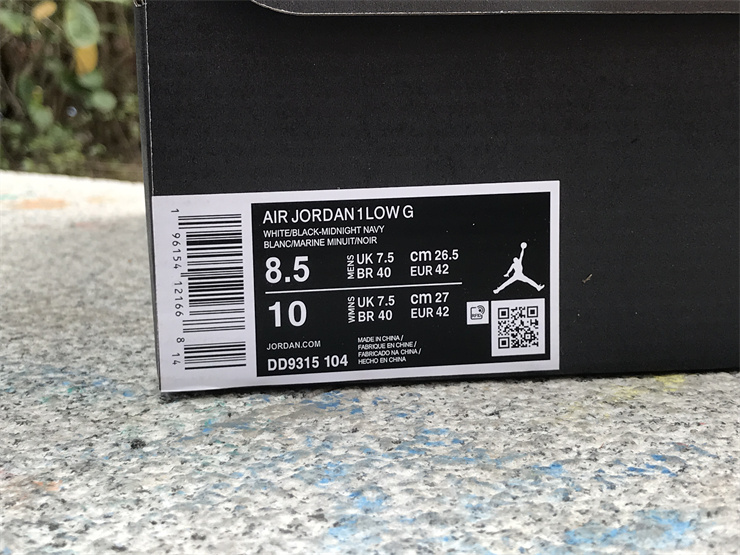 AIR JORDAN 1 LOW G
WHITE/BLACK-MIDNIGHT NAVY
BLANC/MARINE MINUIT/NOIR
8.5 MENS UK 7.5 cm 26.5
BR 40 EUR 42
10 WMNS UK 7.5 cm 27
BR 40 EUR 42
JORDAN.COM
DD9315 104
MADE IN CHINA /
FABRIQUE EN CHINE /
FABRICADO NA CHINA /
HECHO EN CHINA
RFID
1 96154 12166 8 14